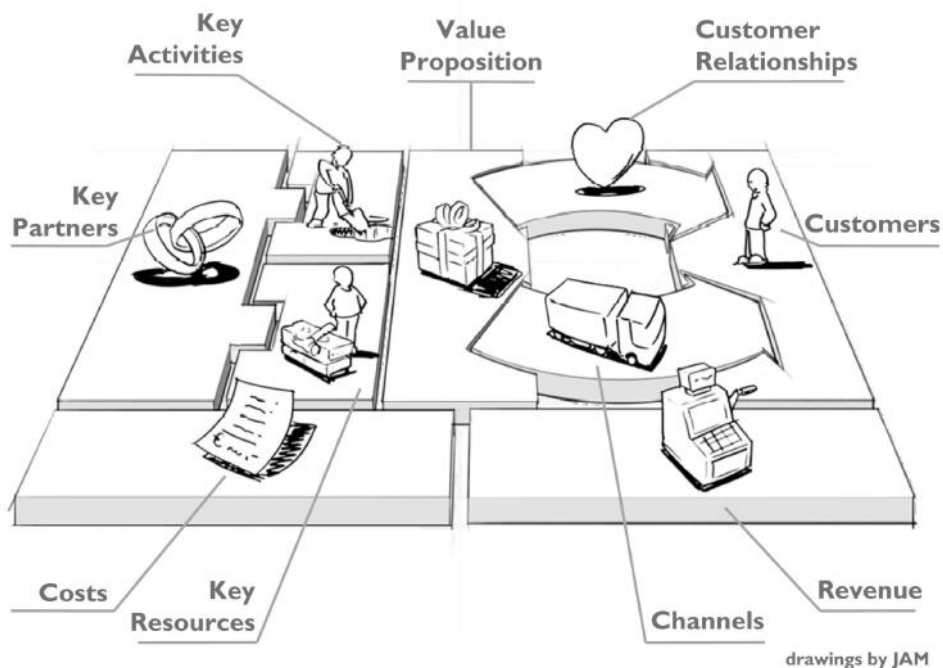 Key
Activities
Value
Proposition
Customer
Relationships
Key
Partners
Customers
Costs
Key
Resources
Channels
Revenue
drawings by JAM